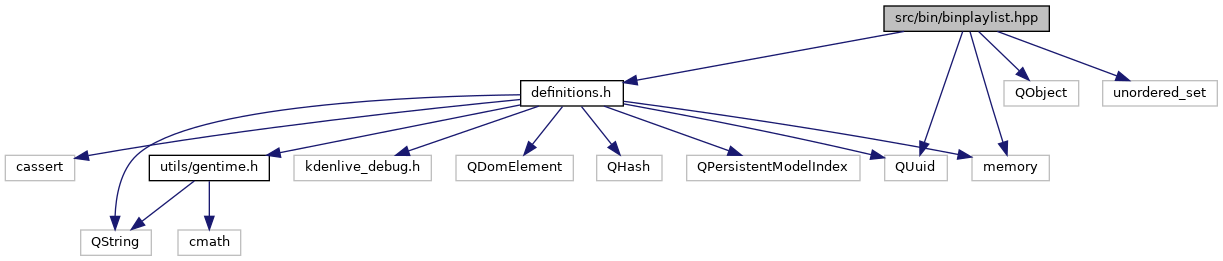 src/bin/binplaylist.hpp
definitions.h
QObject
unordered_set
cassert
utils/gentime.h
kdenlive_debug.h
QDomElement
QHash
QPersistentModelIndex
QUuid
memory
QString
cmath